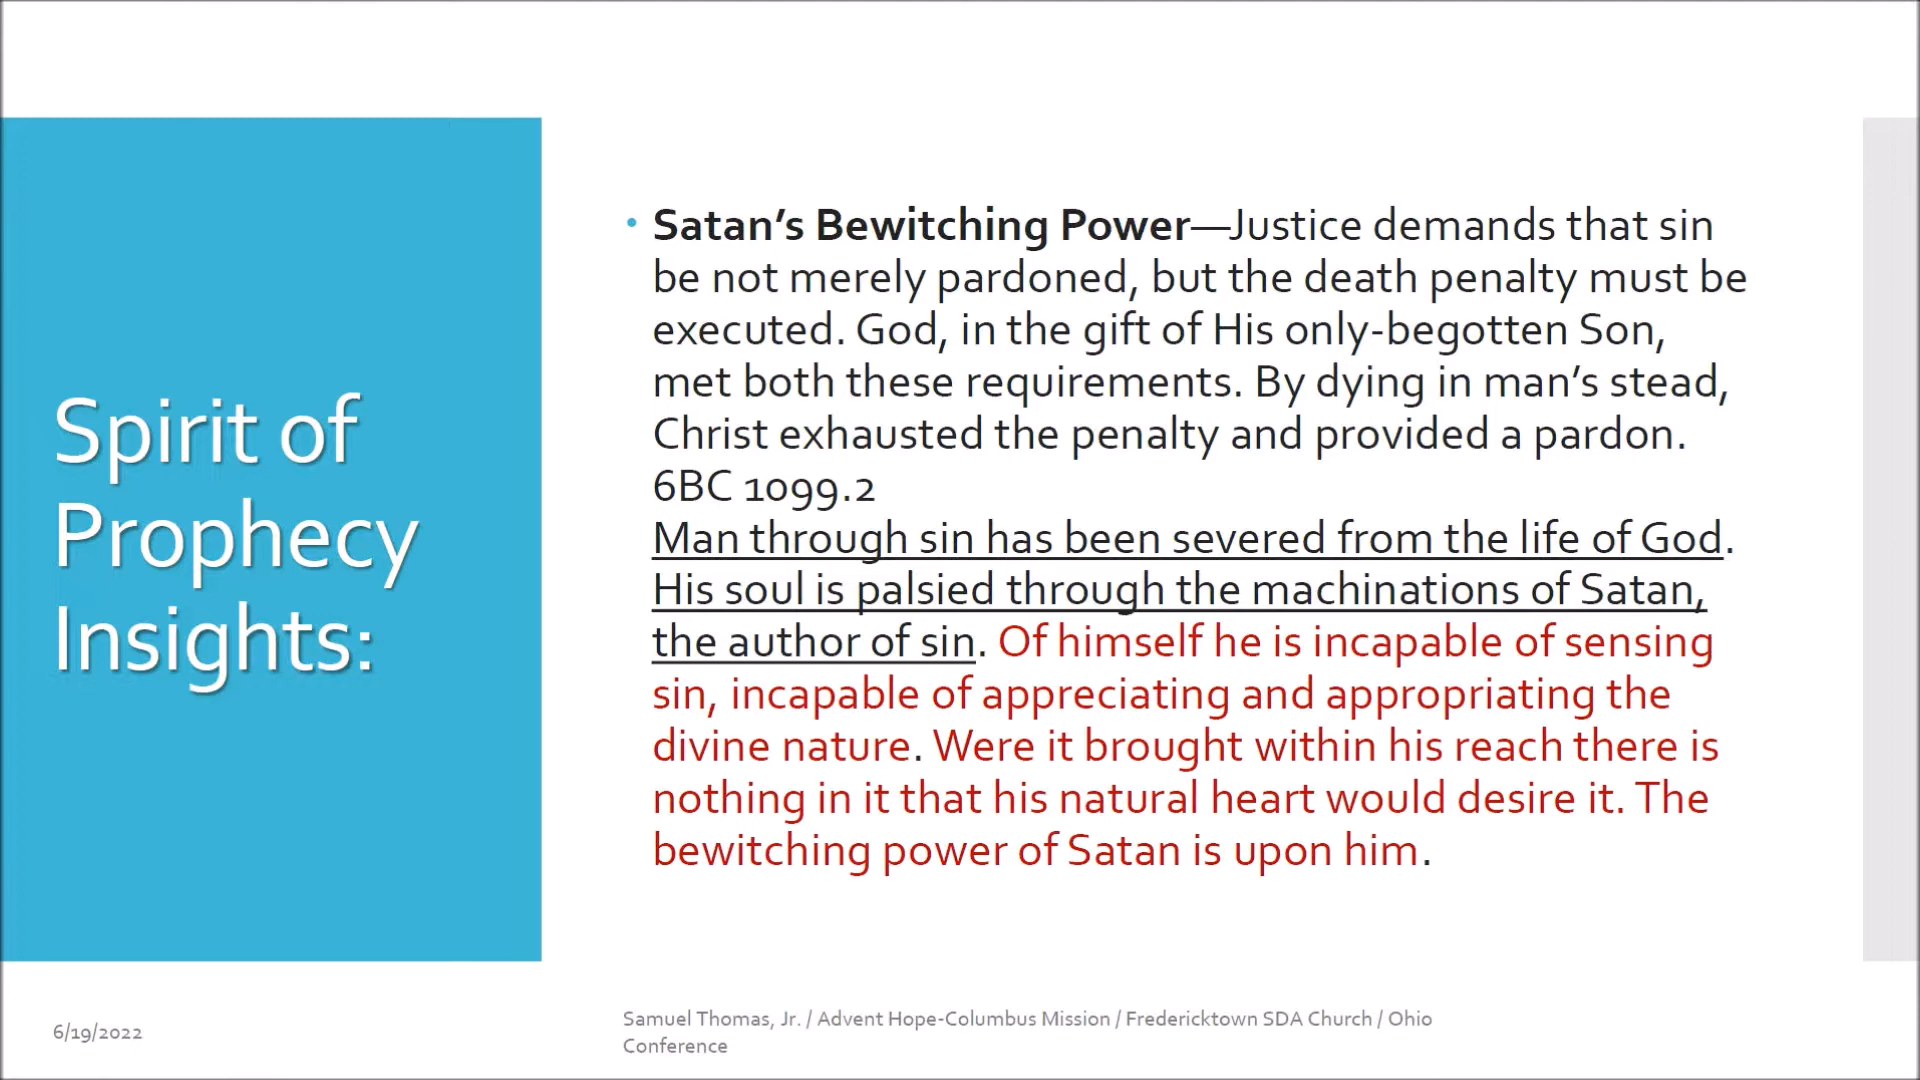 Spirit of
Prophecy
Insights:
• Satan's Bewitching Power—Justice demands that sin
be not merely pardoned, but the death penalty must be
executed. God, in the gift of His only-begotten Son,
met both these requirements. By dying in man's stead,
Christ exhausted the penalty and provided a pardon.
6BC 1099.2
Man through sin has been severed from the life of God.
His soul is palsied through the machinations of Satan,
the author of sin. Of himself he is incapable of sensing
sin, incapable of appreciating and appropriating the
divine nature. Were it brought within his reach there is
nothing in it that his natural heart would desire it. The
bewitching power of Satan is upon him.
6/19/2022
Samuel Thomas, Jr. / Advent Hope-Columbus Mission / Fredericktown SDA Church / Ohio
Conference